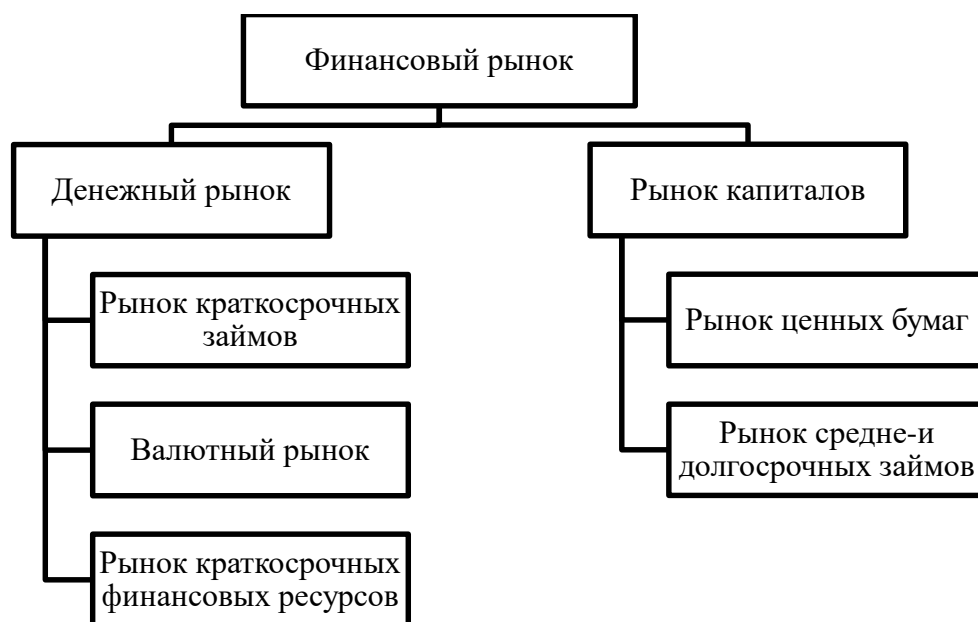 Финансовый рынок
Денежный рынок
Рынок краткосрочных
займов
Валютный рынок
Рынок краткосрочных
финансовых ресурсов
Рынок капиталов
Рынок ценных бумаг
Рынок средне-и
долгосрочных займов